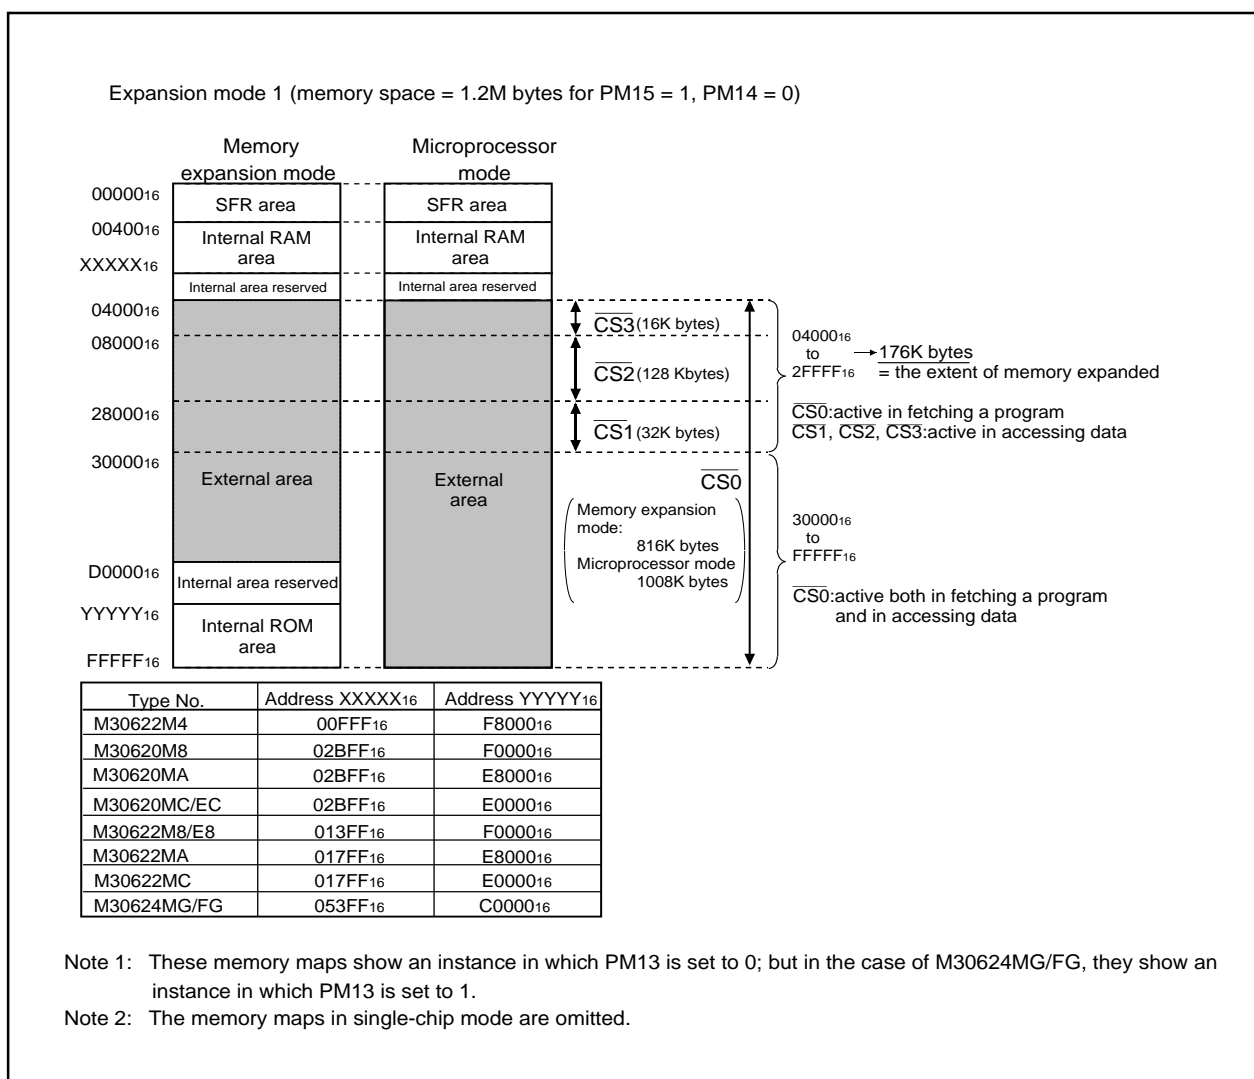 Expansion mode 1 (memory space = 1.2M bytes for PM15 = 1, PM14 = 0)
Memory expansion mode
Microprocessor mode
0000016
0040016
XXXXX16
0400016
0800016
2800016
3000016
D000016
YYYYY16
FFFFF16
SFR area
Internal RAM
area
Internal area reserved
External area
Internal area reserved
Internal ROM
area
SFR area
Internal RAM
area
Internal area reserved
External
area
CS3 (16K bytes)
CS2 (128 Kbytes)
CS1 (32K bytes)
CS0
Memory expansion
mode:
816K bytes
Microprocessor mode
1008K bytes
0400016
to
2FFFF16
176K bytes
= the extent of memory expanded
CS0:active in fetching a program
CS1, CS2, CS3:active in accessing data
3000016
to
FFFFF16
CS0:active both in fetching a program
and in accessing data
Type No. Address XXXXX16 Address YYYYY16
M30622M4 00FFF16 F800016
M30620M8 02BFF16 F000016
M30620MA 02BFF16 E800016
M30620MC/EC 02BFF16 E000016
M30622M8/E8 013FF16 F000016
M30622MA 017FF16 E800016
M30622MC 017FF16 E000016
M30624MG/FG 053FF16 C000016
Note 1: These memory maps show an instance in which PM13 is set to 0; but in the case of M30624MG/FG, they show an
instance in which PM13 is set to 1.
Note 2: The memory maps in single-chip mode are omitted.